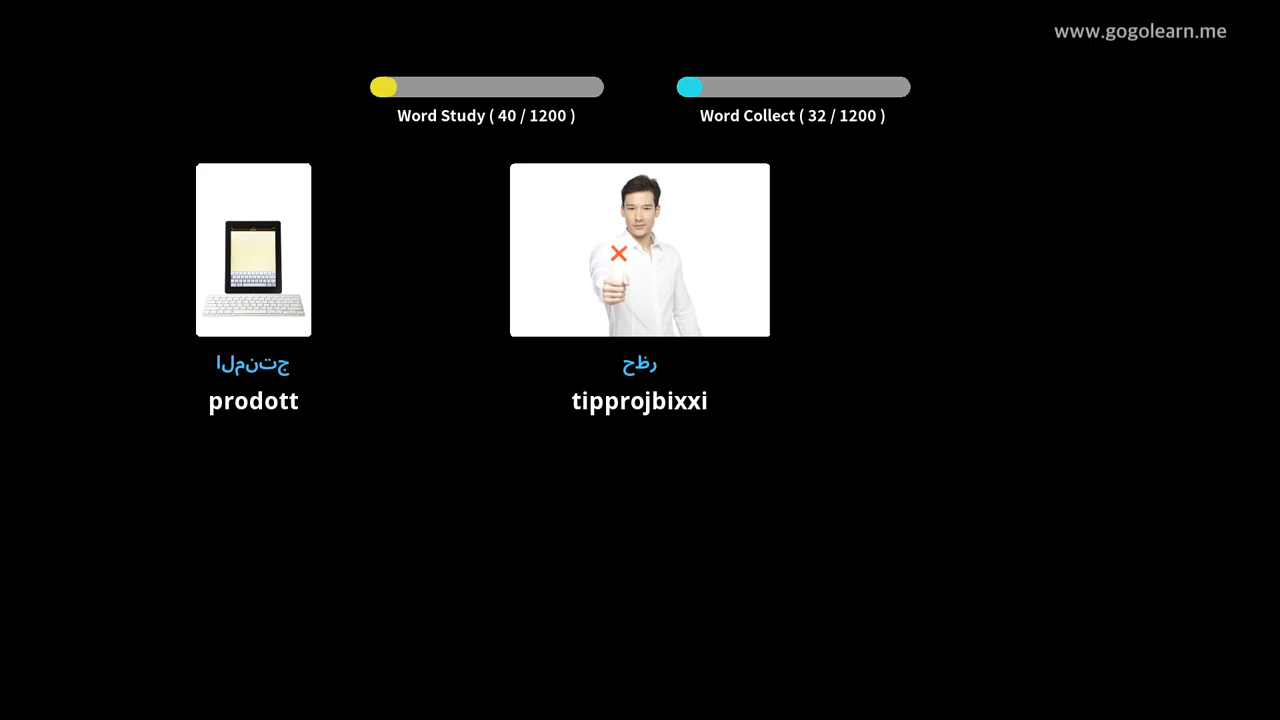 www.gogolearn.me
Word Study ( 40 / 1200 )
Word Collect ( 32 / 1200 )
المنتج
حظر
prodott
tipprojbixxi